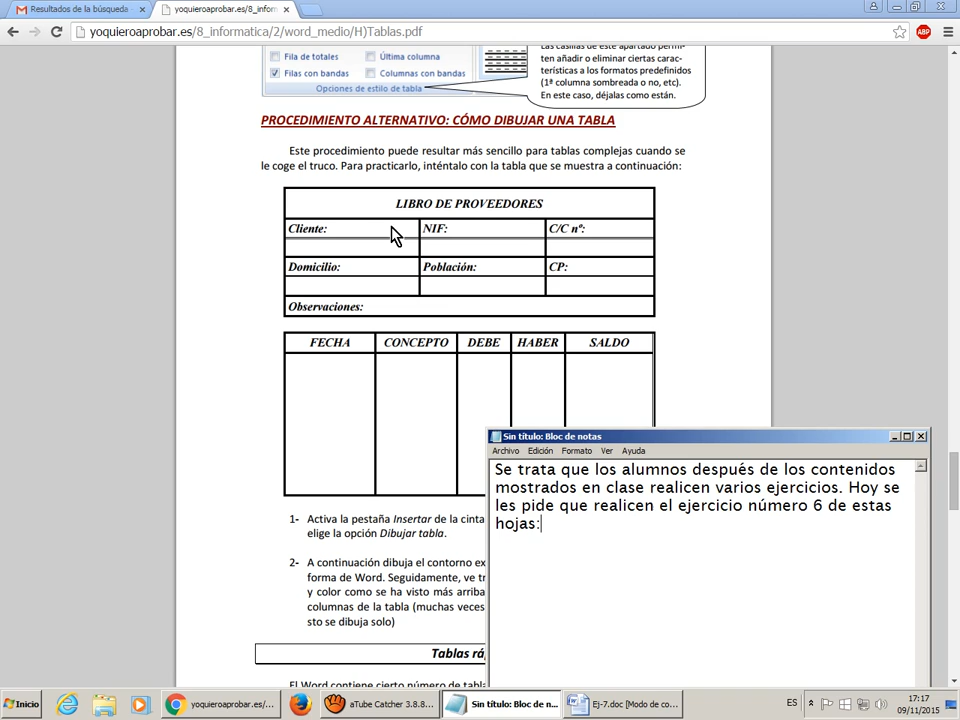 Resultados de la búsqueda
yoquieroaprobar.es/8_inform
yoquieroaprobar.es/8_informatica/2/word_medio/H)Tablas.pdf
ABP
Fila de totales
Última columna
Filas con bandas
Columnas con bandas
Opciones de estilo de tabla
Las casillas de este apartado permi-
ten añadir o eliminar ciertas carac-
terísticas a los formatos predefinidos
(1ª columna sombreada o no, etc).
En este caso, déjalas como están.
PROCEDIMIENTO ALTERNATIVO: CÓMO DIBUJAR UNA TABLA
Este procedimiento puede resultar más sencillo para tablas complejas cuando se
le coge el truco. Para practicarlo, inténtalo con la tabla que se muestra a continuación:
LIBRO DE PROVEEDORES
Cliente: NIF: C/C nº:
Domicilio: Población: CP:
Observaciones:
FECHA CONCEPTO DEBE HABER SALDO
1- Activa la pestaña Insertar de la cinta
elige la opción Dibujar tabla.
2- A continuación dibuja el contorno ex
forma de Word. Seguidamente, ve tr
y color como se ha visto más arriba
columnas de la tabla (muchas veces
sto se dibuja solo)
Tablas rá
El Word contiene cierto número de tabla
Sin título: Bloc de notas
Archivo Edición Formato Ver Ayuda
Se trata que los alumnos después de los contenidos
mostrados en clase realicen varios ejercicios. Hoy se
les pide que realicen el ejercicio número 6 de estas
hojas:
Inicio
yoquieroaprobar.es/...
aTube Catcher 3.8.8...
Sin título: Bloc de n...
Ej-7.doc [Modo de co...
ES
17:17
09/11/2015